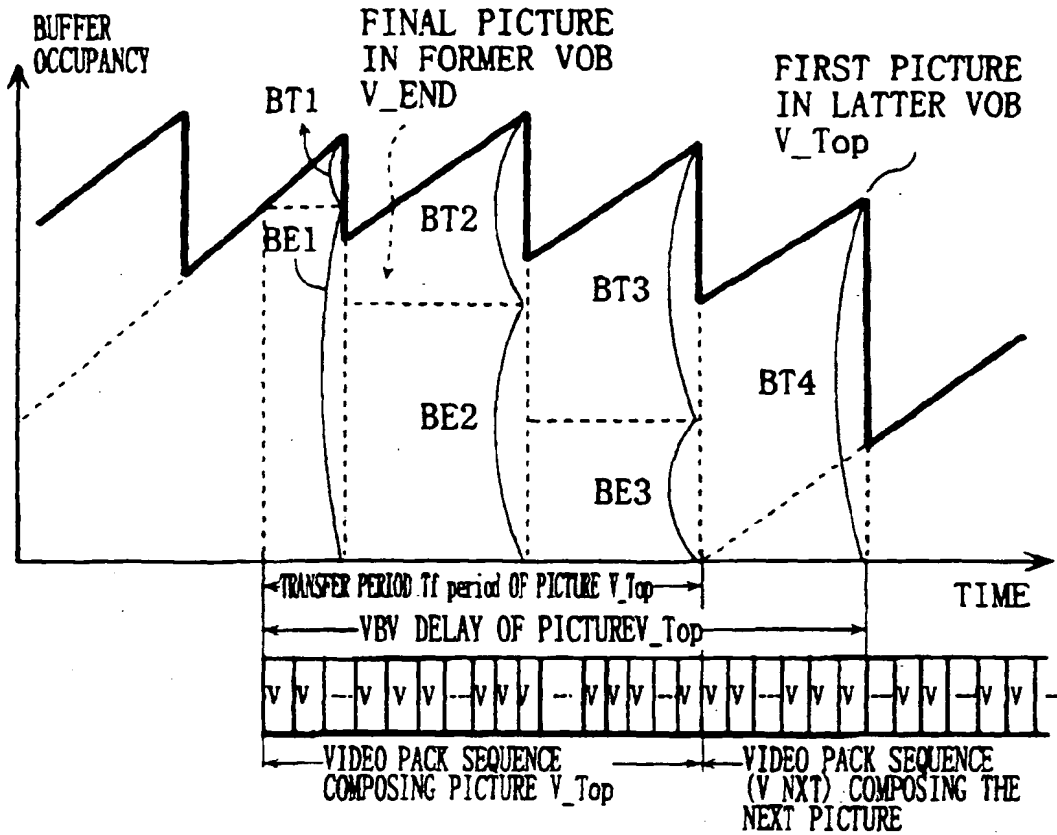 BUFFER
OCCUPANCY
FINAL PICTURE
IN FORMER VOB
V_END
FIRST PICTURE
IN LATTER VOB
V_Top
BT1
BE1
BT2
BE2
BT3
BE3
BT4
TRANSFER PERIOD Tf period OF PICTURE V_Top
TIME
VBV DELAY OF PICTUREV_Top
V V --- V V --- V V V --- V V V --- V V V --- V V V --- V V --- V -
VIDEO PACK SEQUENCE
COMPOSING PICTURE V_Top
VIDEO PACK SEQUENCE
(V NXT) COMPOSING THE
NEXT PICTURE